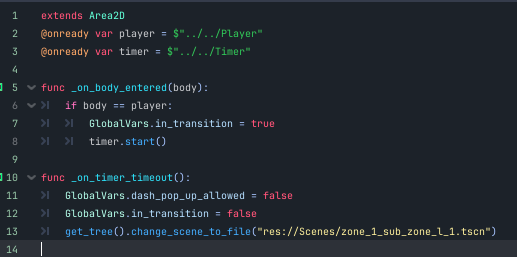 1 extends Area2D
2 @onready var player = $"../../Player"
3 @onready var timer = $"../../Timer"
4
5 func _on_body_entered(body):
6 if body == player:
7 GlobalVars.in_transition = true
8 timer.start()
9
10 func _on_timer_timeout():
11 GlobalVars.dash_pop_up_allowed = false
12 GlobalVars.in_transition = false
13 get_tree().change_scene_to_file("res://Scenes/zone_1_sub_zone_l_1.tscn")
14